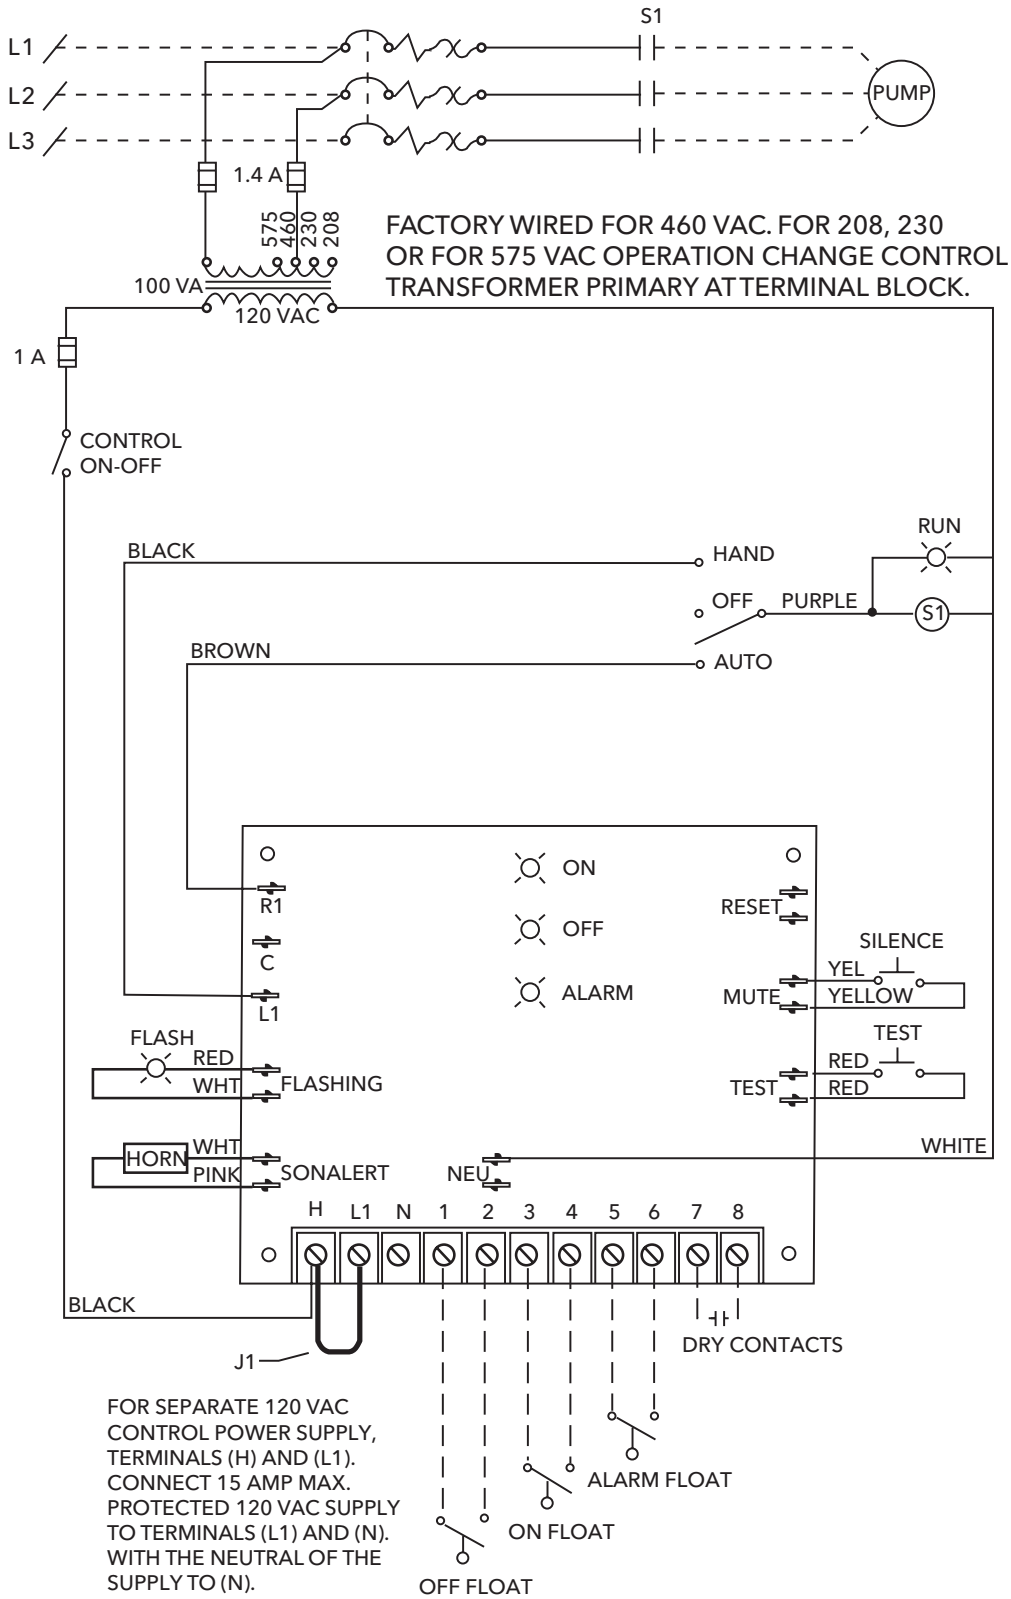 S1
L1
L2
PUMP
L3
1.4 A
575
460
230
208
FACTORY WIRED FOR 460 VAC. FOR 208, 230
OR FOR 575 VAC OPERATION CHANGE CONTROL
TRANSFORMER PRIMARY AT TERMINAL BLOCK.
100 VA
120 VAC
1 A
CONTROL
ON-OFF
RUN
BLACK
HAND
OFF
PURPLE
S1
BROWN
AUTO
ON
R1
RESET
OFF
SILENCE
C
YEL
ALARM
MUTE
YELLOW
L1
FLASH
TEST
RED
RED
WHT
FLASHING
TEST
RED
WHITE
WHT
HORN
SONALERT
NEU
PINK
H L1 N 1 2 3 4 5 6 7 8
BLACK
DRY CONTACTS
J1
FOR SEPARATE 120 VAC
CONTROL POWER SUPPLY,
TERMINALS (H) AND (L1).
CONNECT 15 AMP MAX.
PROTECTED 120 VAC SUPPLY
TO TERMINALS (L1) AND (N).
WITH THE NEUTRAL OF THE
SUPPLY TO (N).
ALARM FLOAT
ON FLOAT
OFF FLOAT